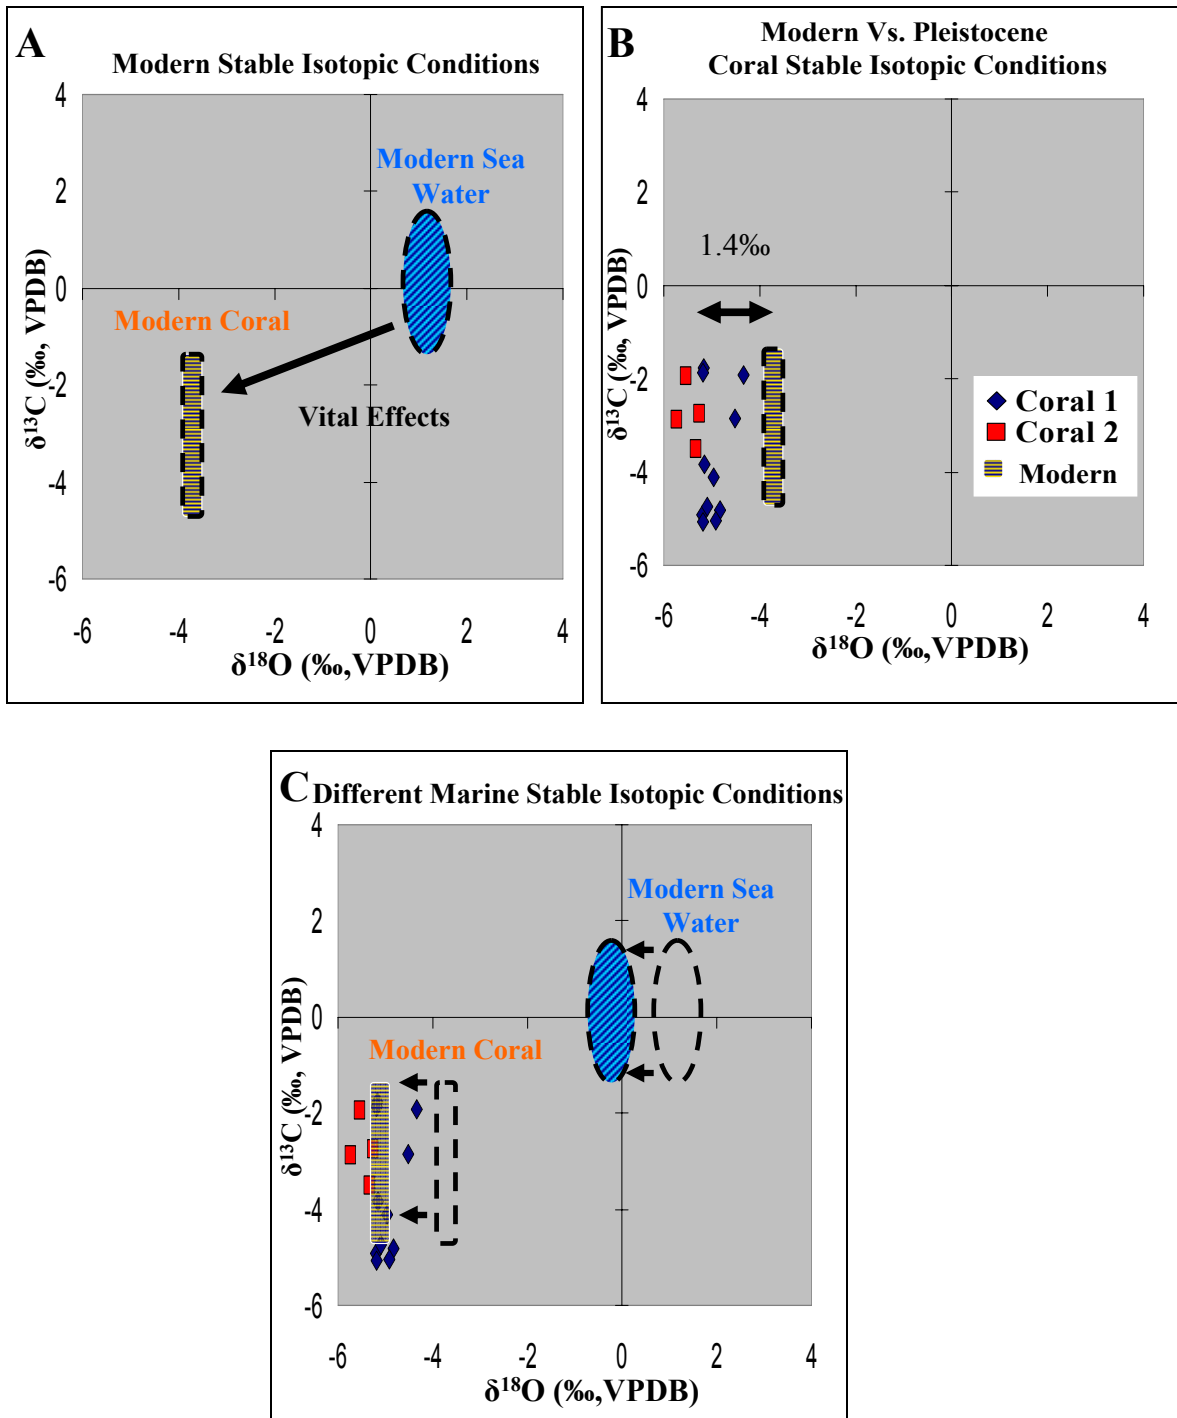 A
Modern Stable Isotopic Conditions
4
Modern Sea
Water
2
0
Modern Coral
-2
Vital Effects
-4
-6
δ¹³C (‰, VPDB)
-6 -4 -2 0 2 4
δ¹⁸O (‰,VPDB)
B
Modern Vs. Pleistocene
Coral Stable Isotopic Conditions
4
2
1.4‰
0
-2
Coral 1
Coral 2
Modern
-4
-6
δ¹³C (‰, VPDB)
-6 -4 -2 0 2 4
δ¹⁸O (‰,VPDB)
C
Different Marine Stable Isotopic Conditions
4
Modern Sea
Water
2
0
Modern Coral
-2
-4
-6
δ¹³C (‰, VPDB)
-6 -4 -2 0 2 4
δ¹⁸O (‰,VPDB)